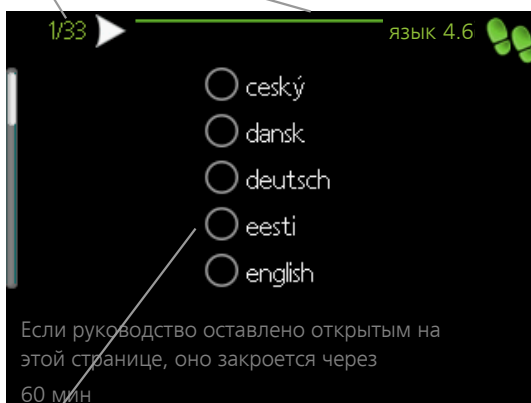 1/33
язык 4.6
ceský
dansk
deutsch
eesti
english
Если руководство оставлено открытым на
этой странице, оно закроется через
60 мин